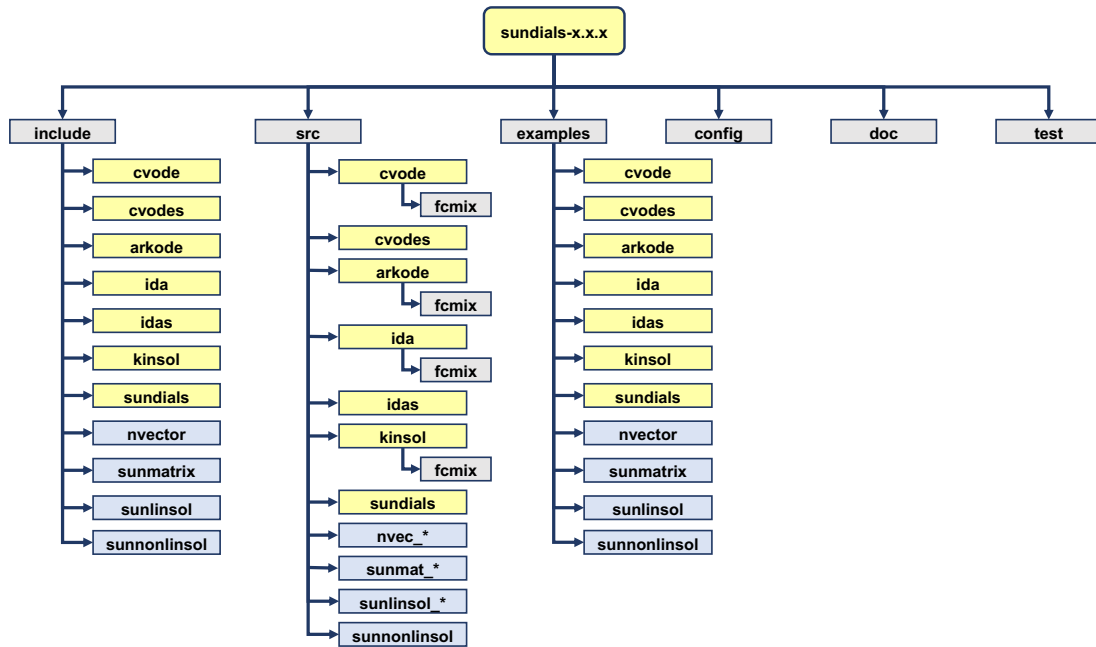 sundials-x.x.x
include
src
examples
config
doc
test
cvode
cvodes
arkode
ida
idas
kinsol
sundials
nvector
sunmatrix
sunlinsol
sunnonlinsol
cvode
fcmix
cvodes
arkode
fcmix
ida
fcmix
idas
kinsol
fcmix
sundials
nvec_*
sunmat_*
sunlinsol_*
sunnonlinsol
cvode
cvodes
arkode
ida
idas
kinsol
sundials
nvector
sunmatrix
sunlinsol
sunnonlinsol